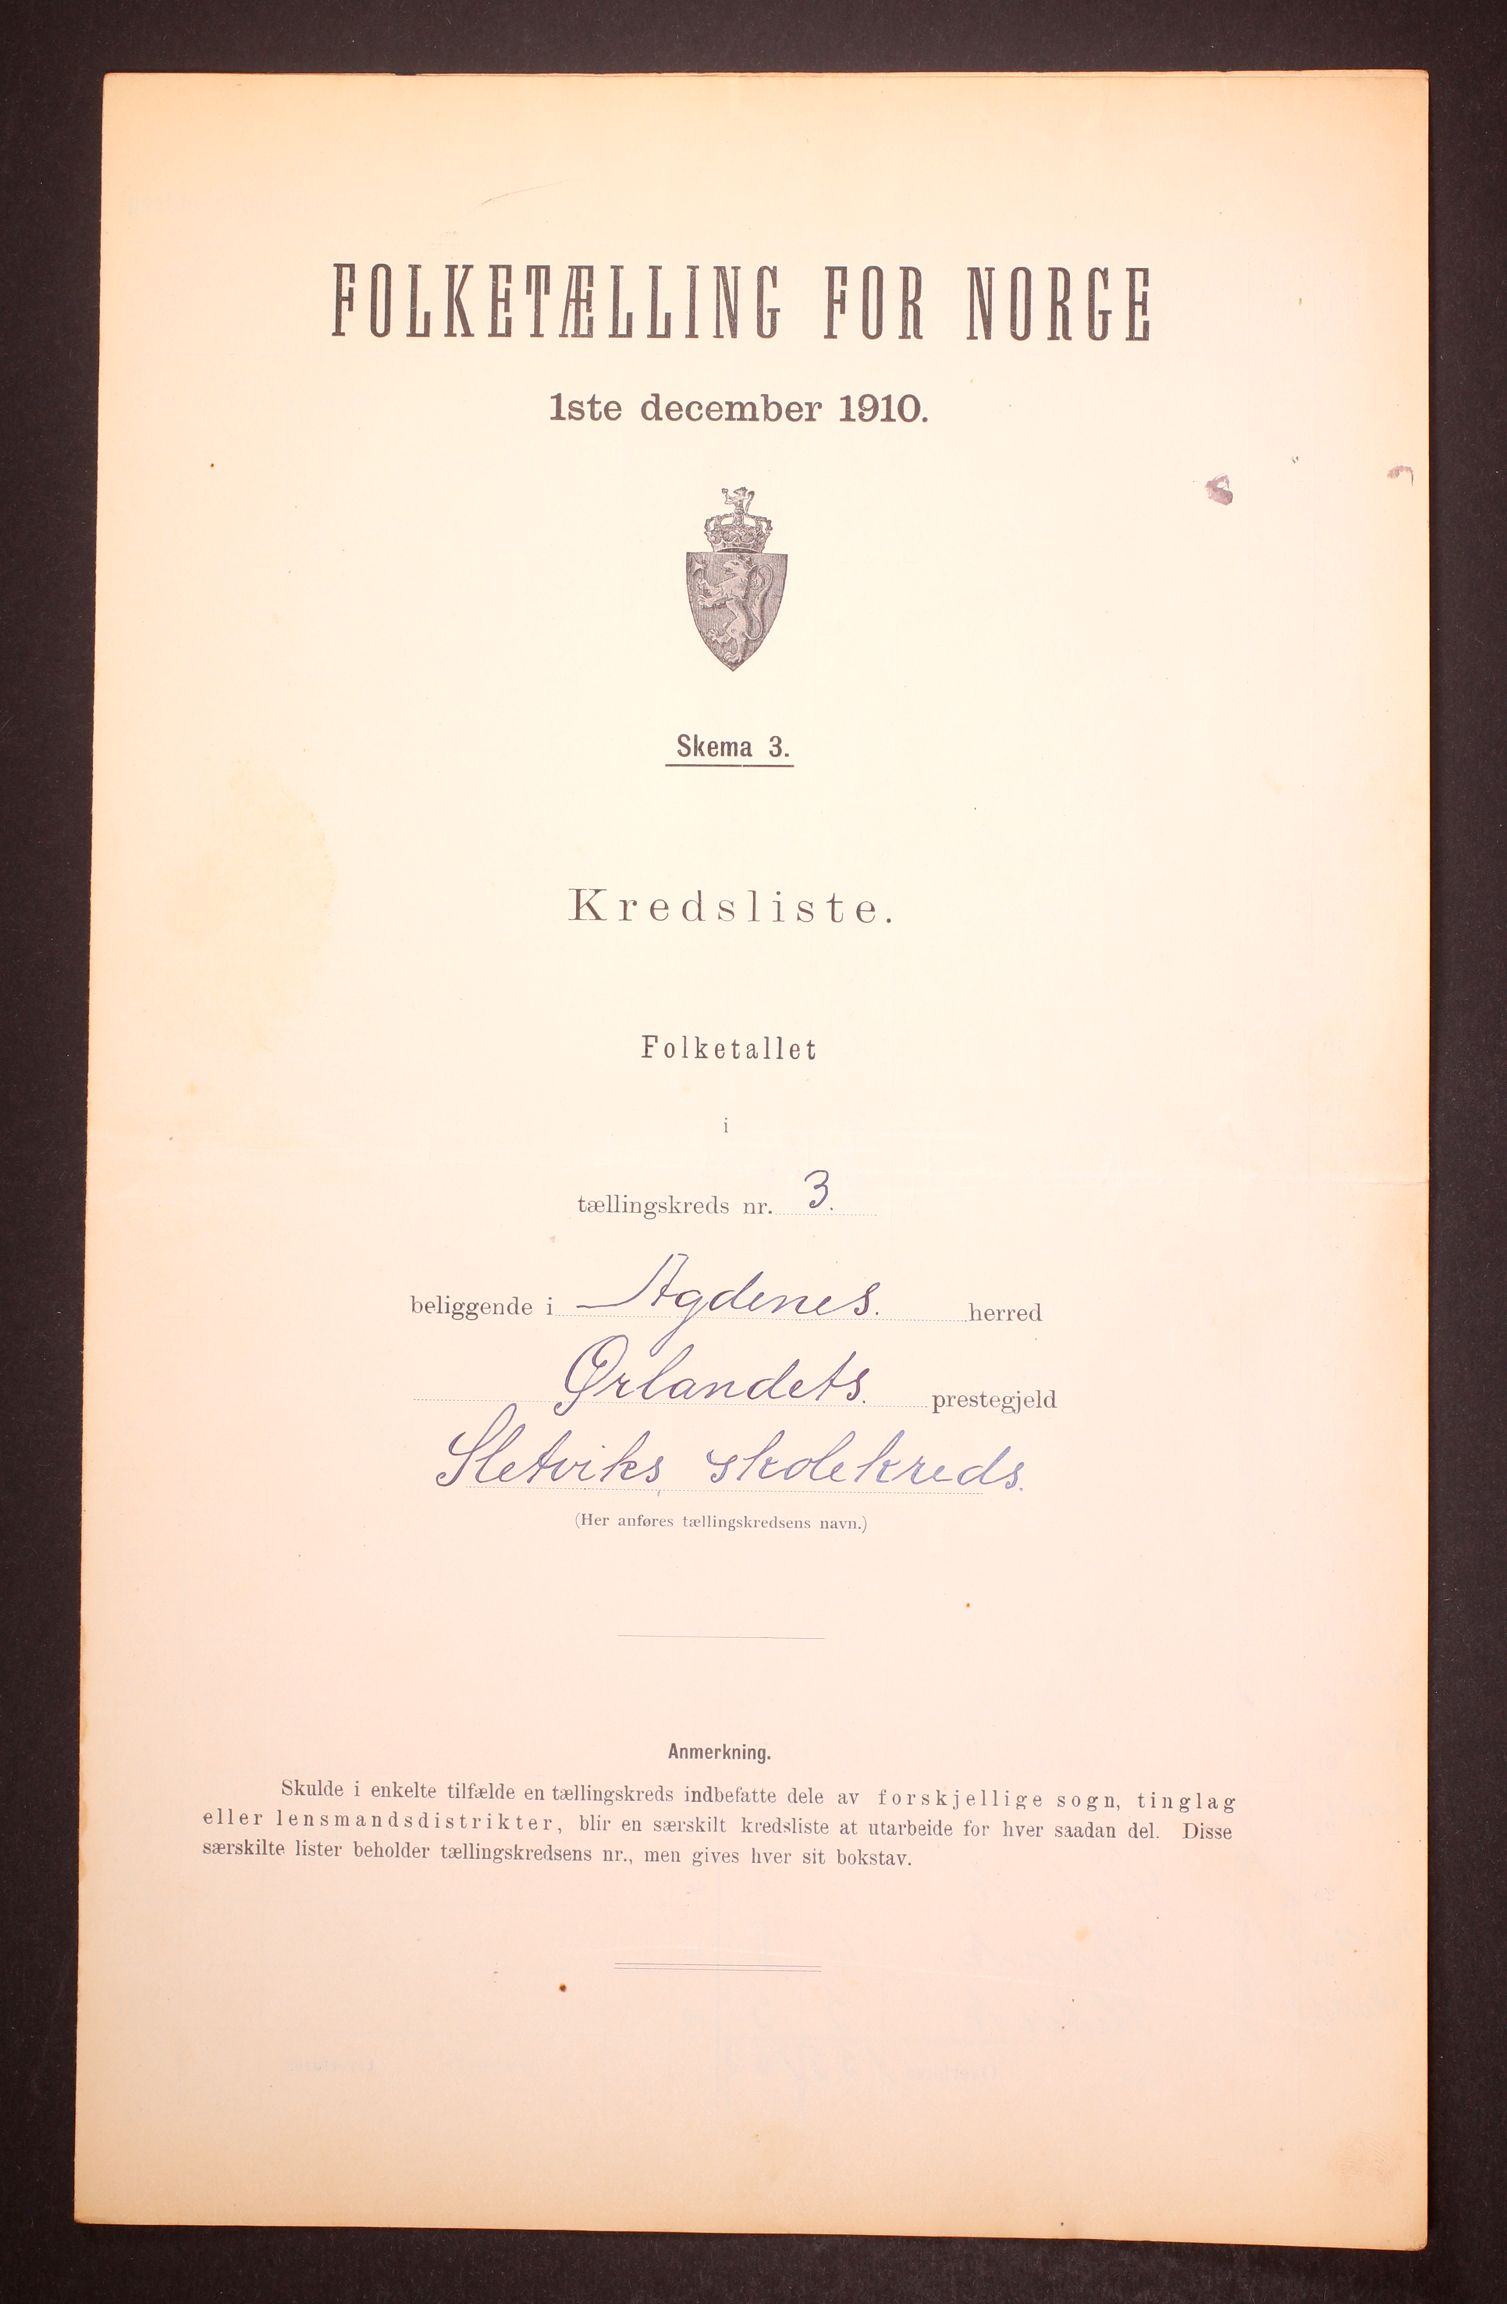 FOLKETÆLLING FOR NORGE
1ste december 1910.
Skema 3.
Kredsliste.
Folketallet
i
tællingskreds nr. 3.
beliggende i Agdenes. herred
Ørlandets. prestegjeld
Sletviks skolekreds.
(Her anføres tællingskredsens navn.)
Anmerkning.
Skulde i enkelte tilfælde en tællingskreds indbefatte dele av forskjellige sogn, tinglag
eller lensmandsdistrikter, blir en særskilt kredsliste at utarbeide for hver saadan del. Disse
særskilte lister beholder tællingskredsens nr., men gives hver sit bokstav.